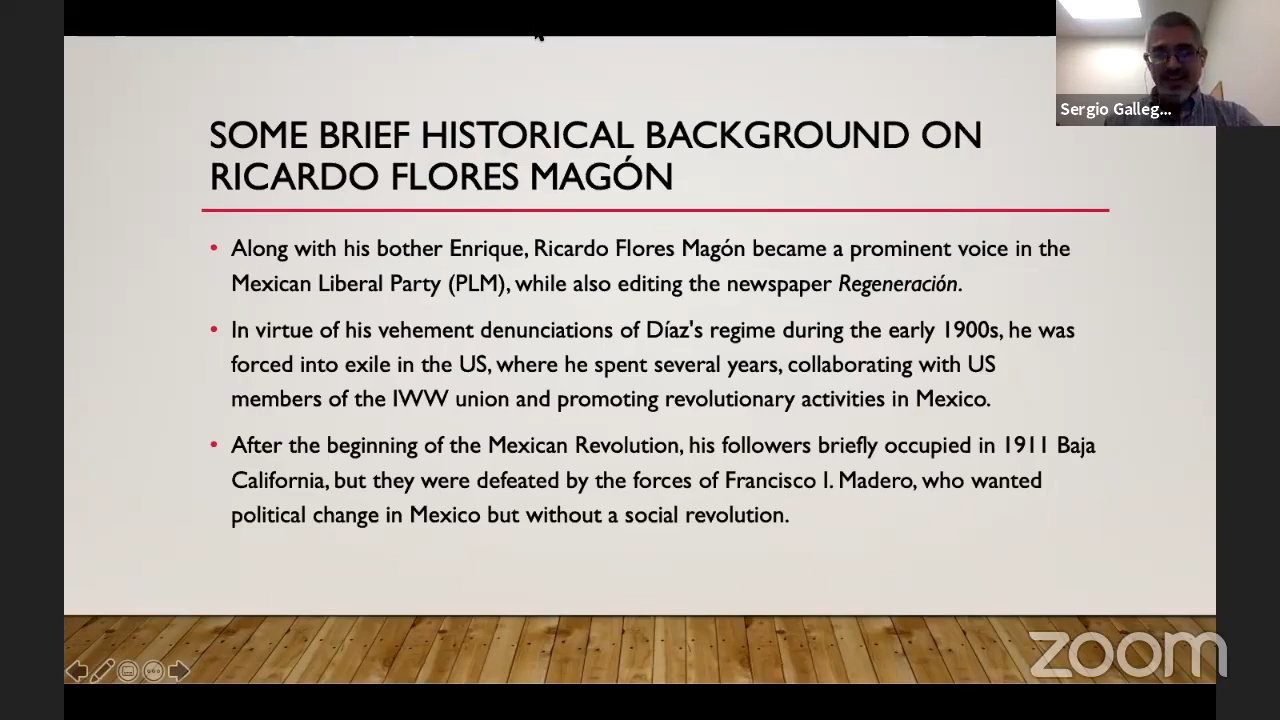 SOME BRIEF HISTORICAL BACKGROUND ON
RICARDO FLORES MAGÓN
• Along with his bother Enrique, Ricardo Flores Magón became a prominent voice in the
Mexican Liberal Party (PLM), while also editing the newspaper Regeneración.
• In virtue of his vehement denunciations of Díaz's regime during the early 1900s, he was
forced into exile in the US, where he spent several years, collaborating with US
members of the IWW union and promoting revolutionary activities in Mexico.
• After the beginning of the Mexican Revolution, his followers briefly occupied in 1911 Baja
California, but they were defeated by the forces of Francisco I. Madero, who wanted
political change in Mexico but without a social revolution.
Sergio Galleg...
zoom